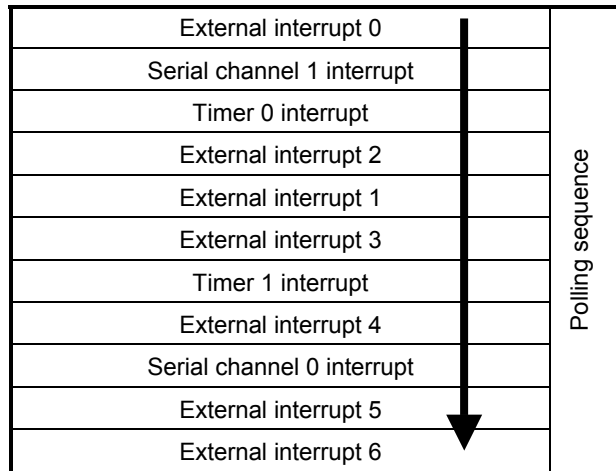 External interrupt 0
Serial channel 1 interrupt
Timer 0 interrupt
External interrupt 2
External interrupt 1
External interrupt 3
Timer 1 interrupt
External interrupt 4
Serial channel 0 interrupt
External interrupt 5
External interrupt 6
Polling sequence